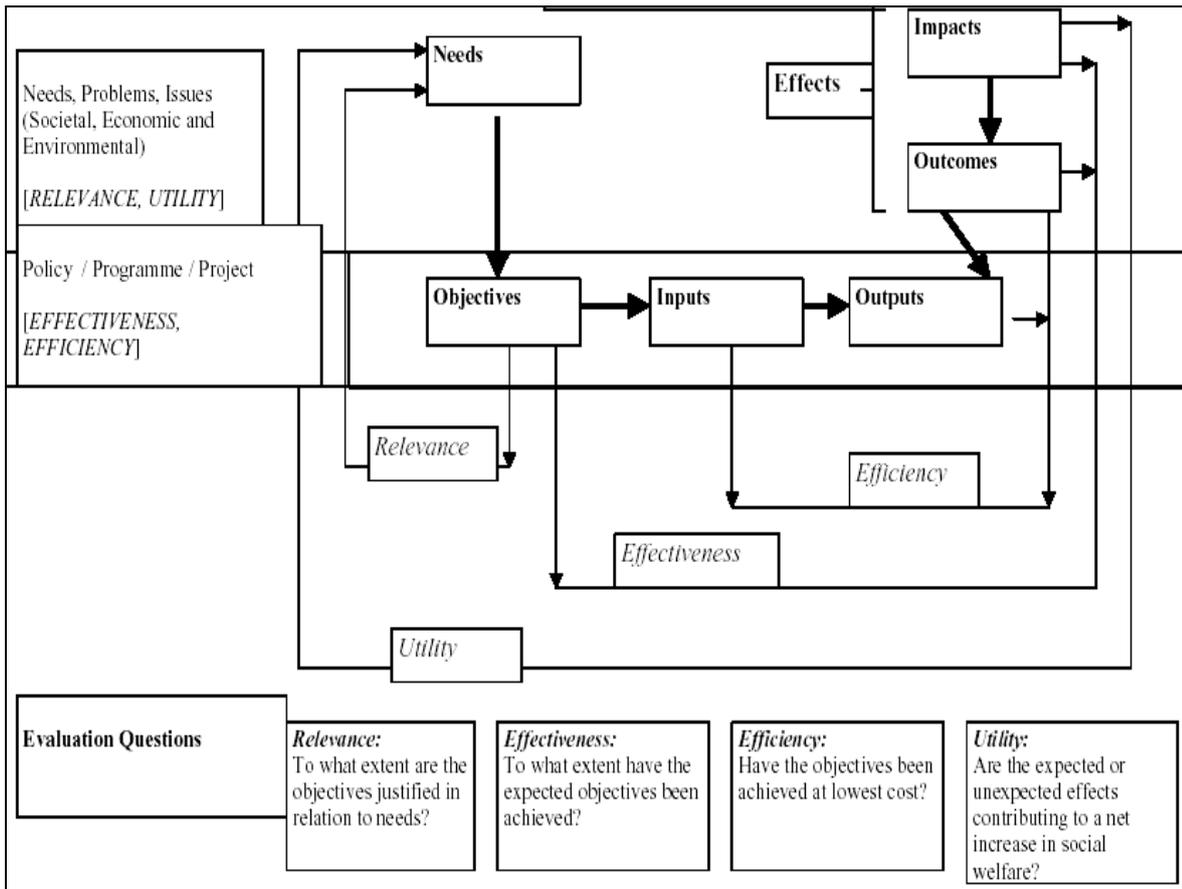 Needs
Impacts
Effects
Needs, Problems, Issues
(Societal, Economic and
Environmental)
[RELEVANCE, UTILITY]
Outcomes
Policy / Programme / Project
[EFFECTIVENESS,
EFFICIENCY]
Objectives
Inputs
Outputs
Relevance
Efficiency
Effectiveness
Utility
Evaluation Questions
Relevance:
To what extent are the
objectives justified in
relation to needs?
Effectiveness:
To what extent have the
expected objectives been
achieved?
Efficiency:
Have the objectives been
achieved at lowest cost?
Utility:
Are the expected or
unexpected effects
contributing to a net
increase in social
welfare?